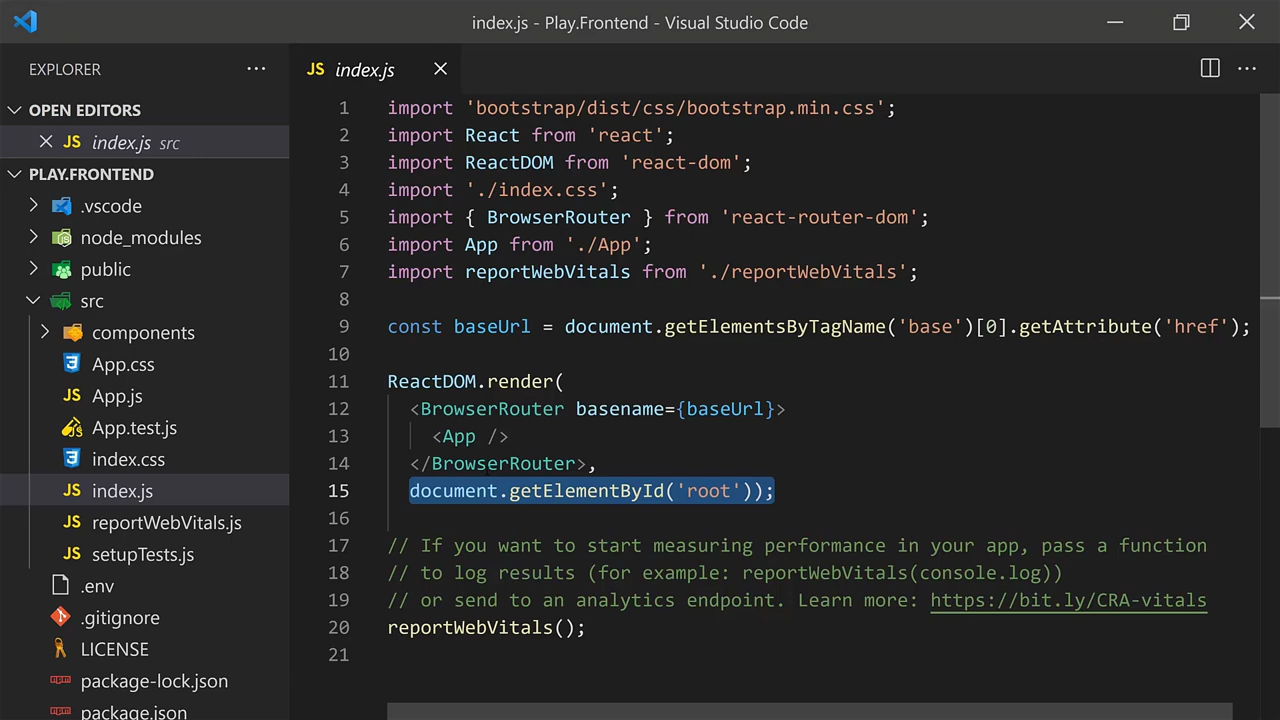 index.js - Play.Frontend - Visual Studio Code
EXPLORER
OPEN EDITORS
JS index.js src
PLAY.FRONTEND
.vscode
node_modules
public
src
components
App.css
JS App.js
App.test.js
index.css
JS index.js
JS reportWebVitals.js
JS setupTests.js
.env
.gitignore
LICENSE
package-lock.json
package.json
JS index.js
1 import 'bootstrap/dist/css/bootstrap.min.css';
2 import React from 'react';
3 import ReactDOM from 'react-dom';
4 import './index.css';
5 import { BrowserRouter } from 'react-router-dom';
6 import App from './App';
7 import reportWebVitals from './reportWebVitals';
8
9 const baseUrl = document.getElementsByTagName('base')[0].getAttribute('href');
10
11 ReactDOM.render(
12 <BrowserRouter basename={baseUrl}>
13 <App />
14 </BrowserRouter>,
15 document.getElementById('root'));
16
17 // If you want to start measuring performance in your app, pass a function
18 // to log results (for example: reportWebVitals(console.log))
19 // or send to an analytics endpoint. Learn more: https://bit.ly/CRA-vitals
20 reportWebVitals();
21